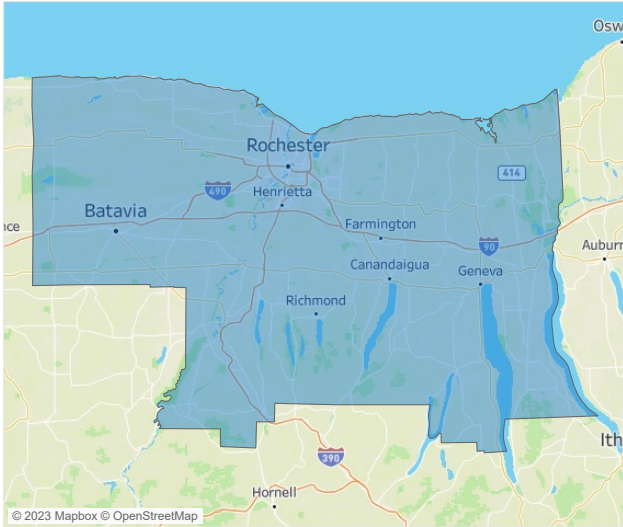 Osw
Rochester
414
490
Henrietta
Batavia
nce
Farmington
90
Auburn
Canandaigua
Geneva
Richmond
Ith
390
Hornell
© 2023 Mapbox © OpenStreetMap